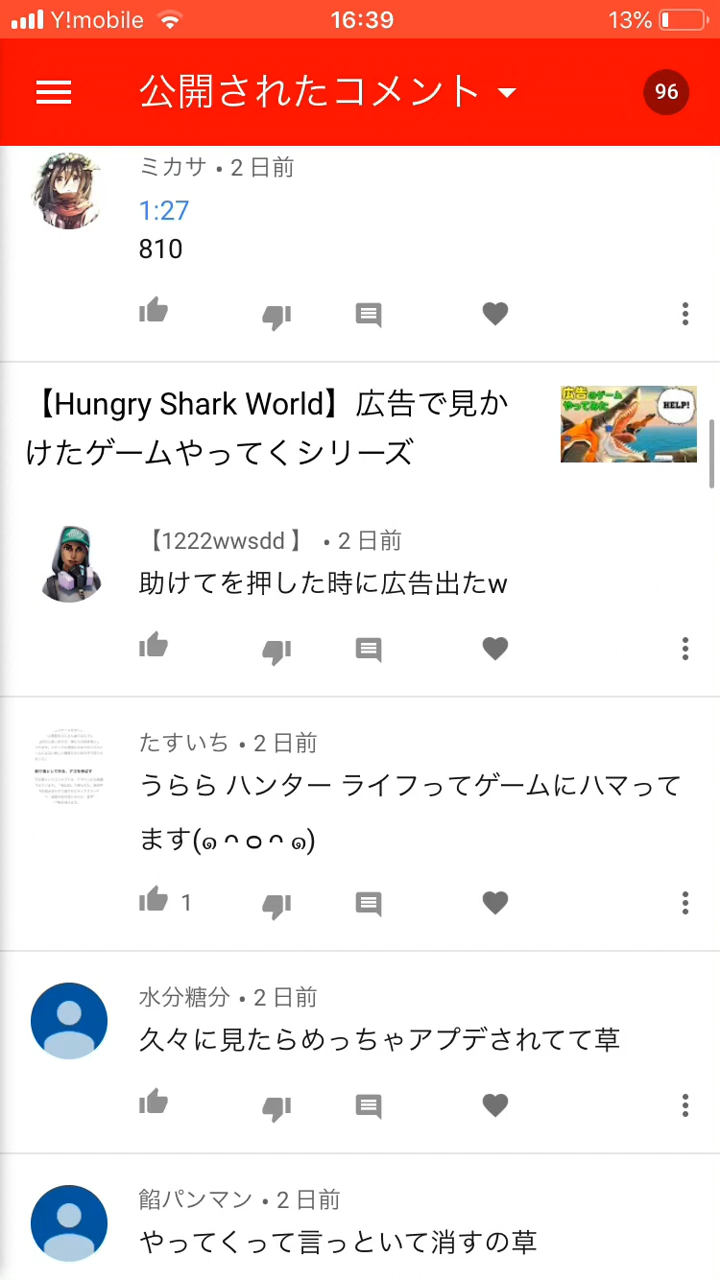 Y!mobile 16:39 13%
公開されたコメント 96
ミカサ • 2 日前
1:27
810
【Hungry Shark World】広告で見か
けたゲームやってくシリーズ
広告のゲーム
やってみた
HELP!
【1222wwsdd 】 • 2 日前
助けてを押した時に広告出たw
たすいち • 2 日前
うらら ハンター ライフってゲームにハマって
ます(๑ᴖoᴖ๑)
1
水分糖分 • 2 日前
久々に見たらめっちゃアプデされてて草
餡パンマン • 2 日前
やってくって言っといて消すの草